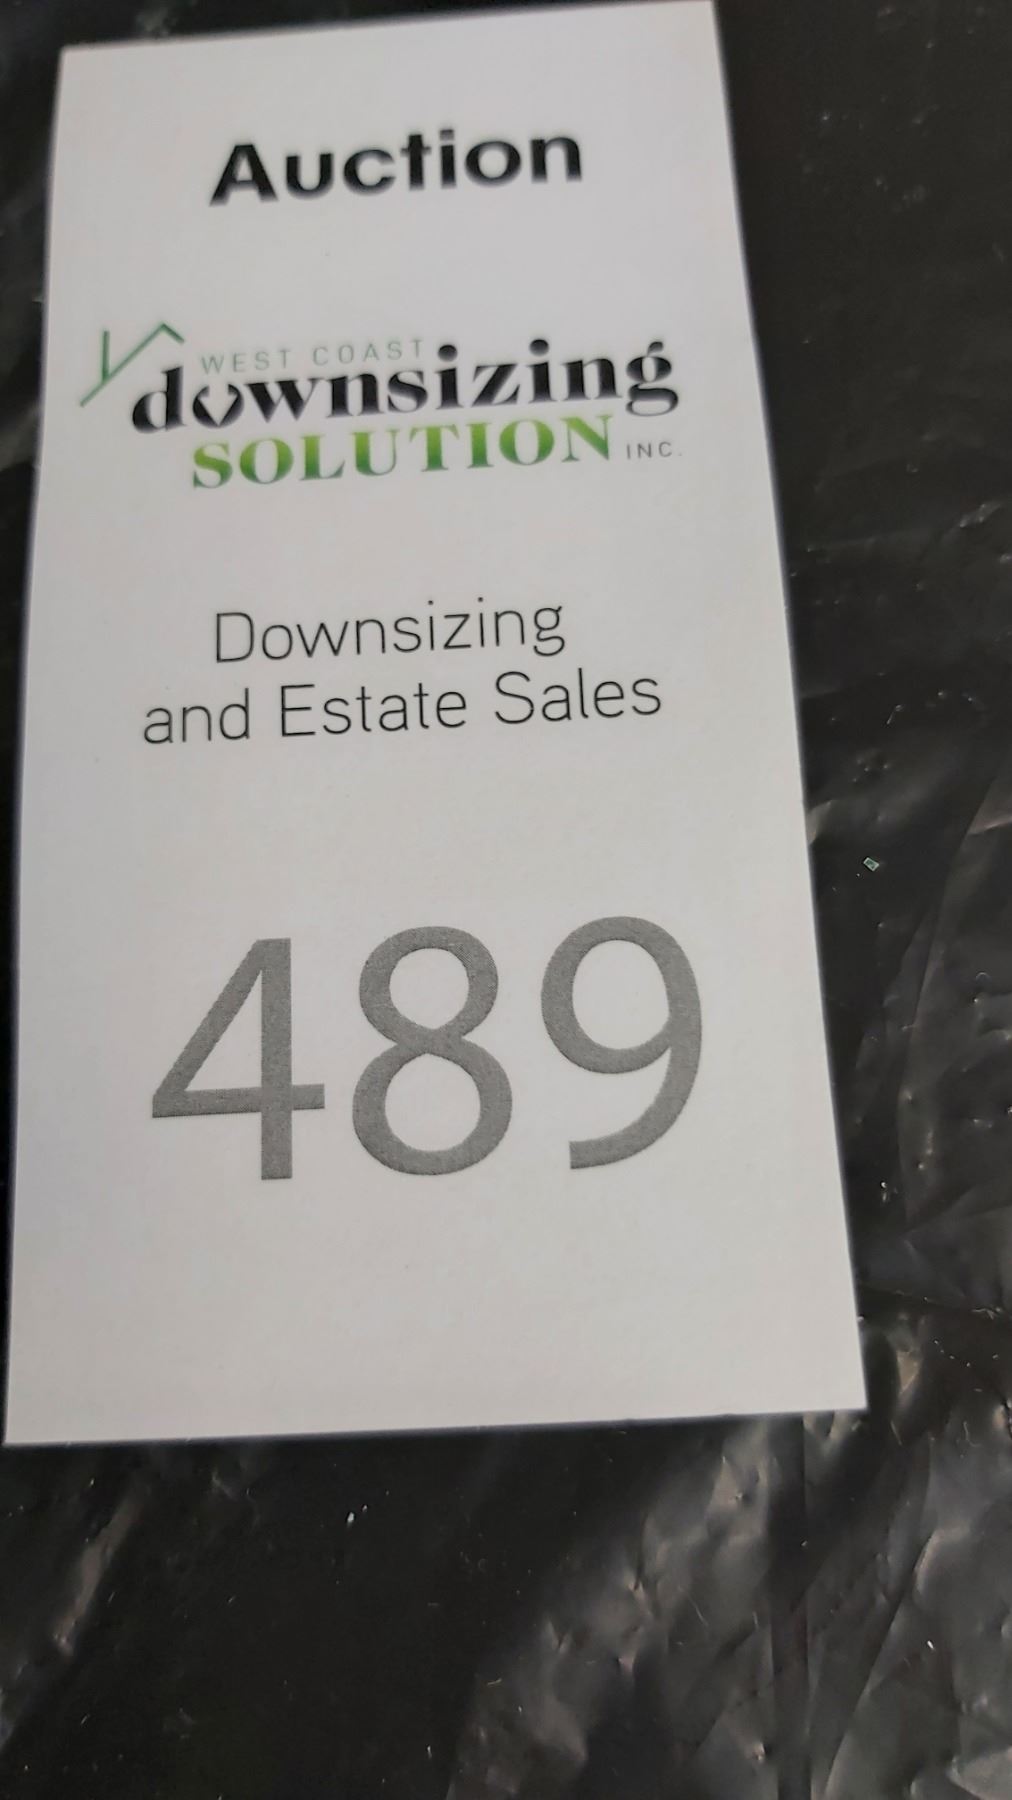 Auction
WEST COAST
downsizing
SOLUTION INC.
Downsizing
and Estate Sales
489